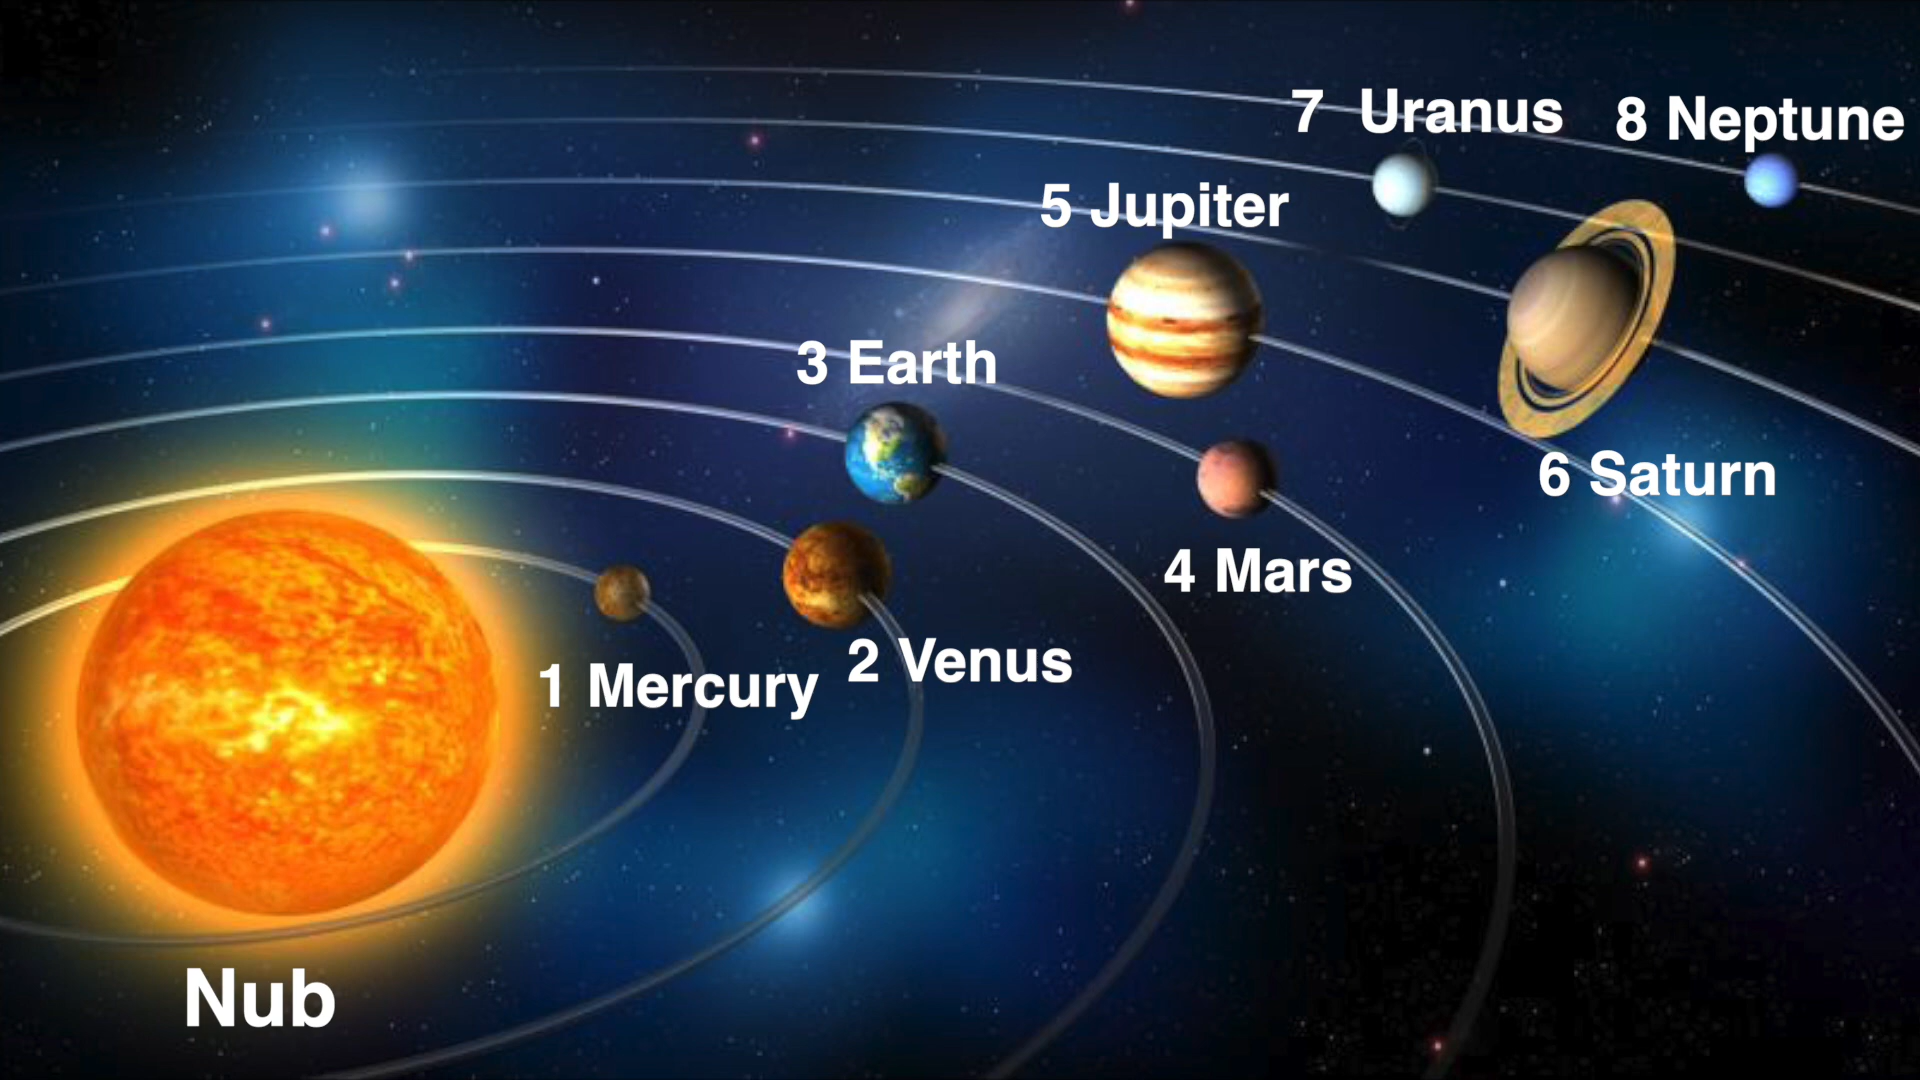 7 Uranus
8 Neptune
5 Jupiter
3 Earth
6 Saturn
4 Mars
2 Venus
1 Mercury
Nub